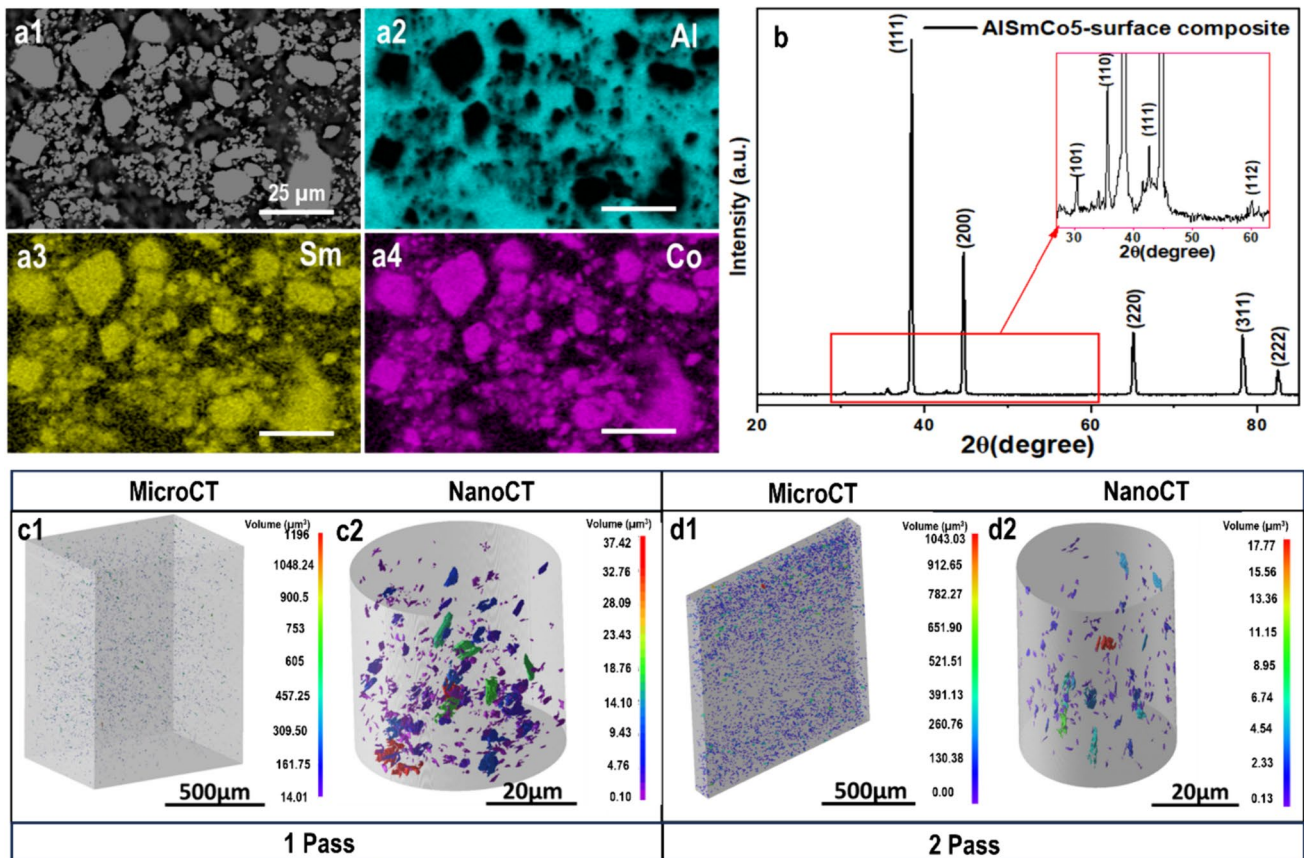 a1
25 μm
a2
Al
a3
Sm
a4
Co
b
AlSmCo5-surface composite
Intensity (a.u.)
2θ(degree)
(111)
(200)
(220)
(311)
(222)
20
40
60
80
(101)
(110)
(111)
(112)
30
40
50
60
2θ(degree)
MicroCT
NanoCT
MicroCT
NanoCT
c1
Volume (μm³)
1196
1048.24
900.5
753
605
457.25
309.50
161.75
14.01
500μm
c2
Volume (μm³)
37.42
32.76
28.09
23.43
18.76
14.10
9.43
4.76
0.10
20μm
d1
Volume (μm³)
1043.03
912.65
782.27
651.90
521.51
391.13
260.76
130.38
0.00
500μm
d2
Volume (μm³)
17.77
15.56
13.36
11.15
8.95
6.74
4.54
2.33
0.13
20μm
1 Pass
2 Pass